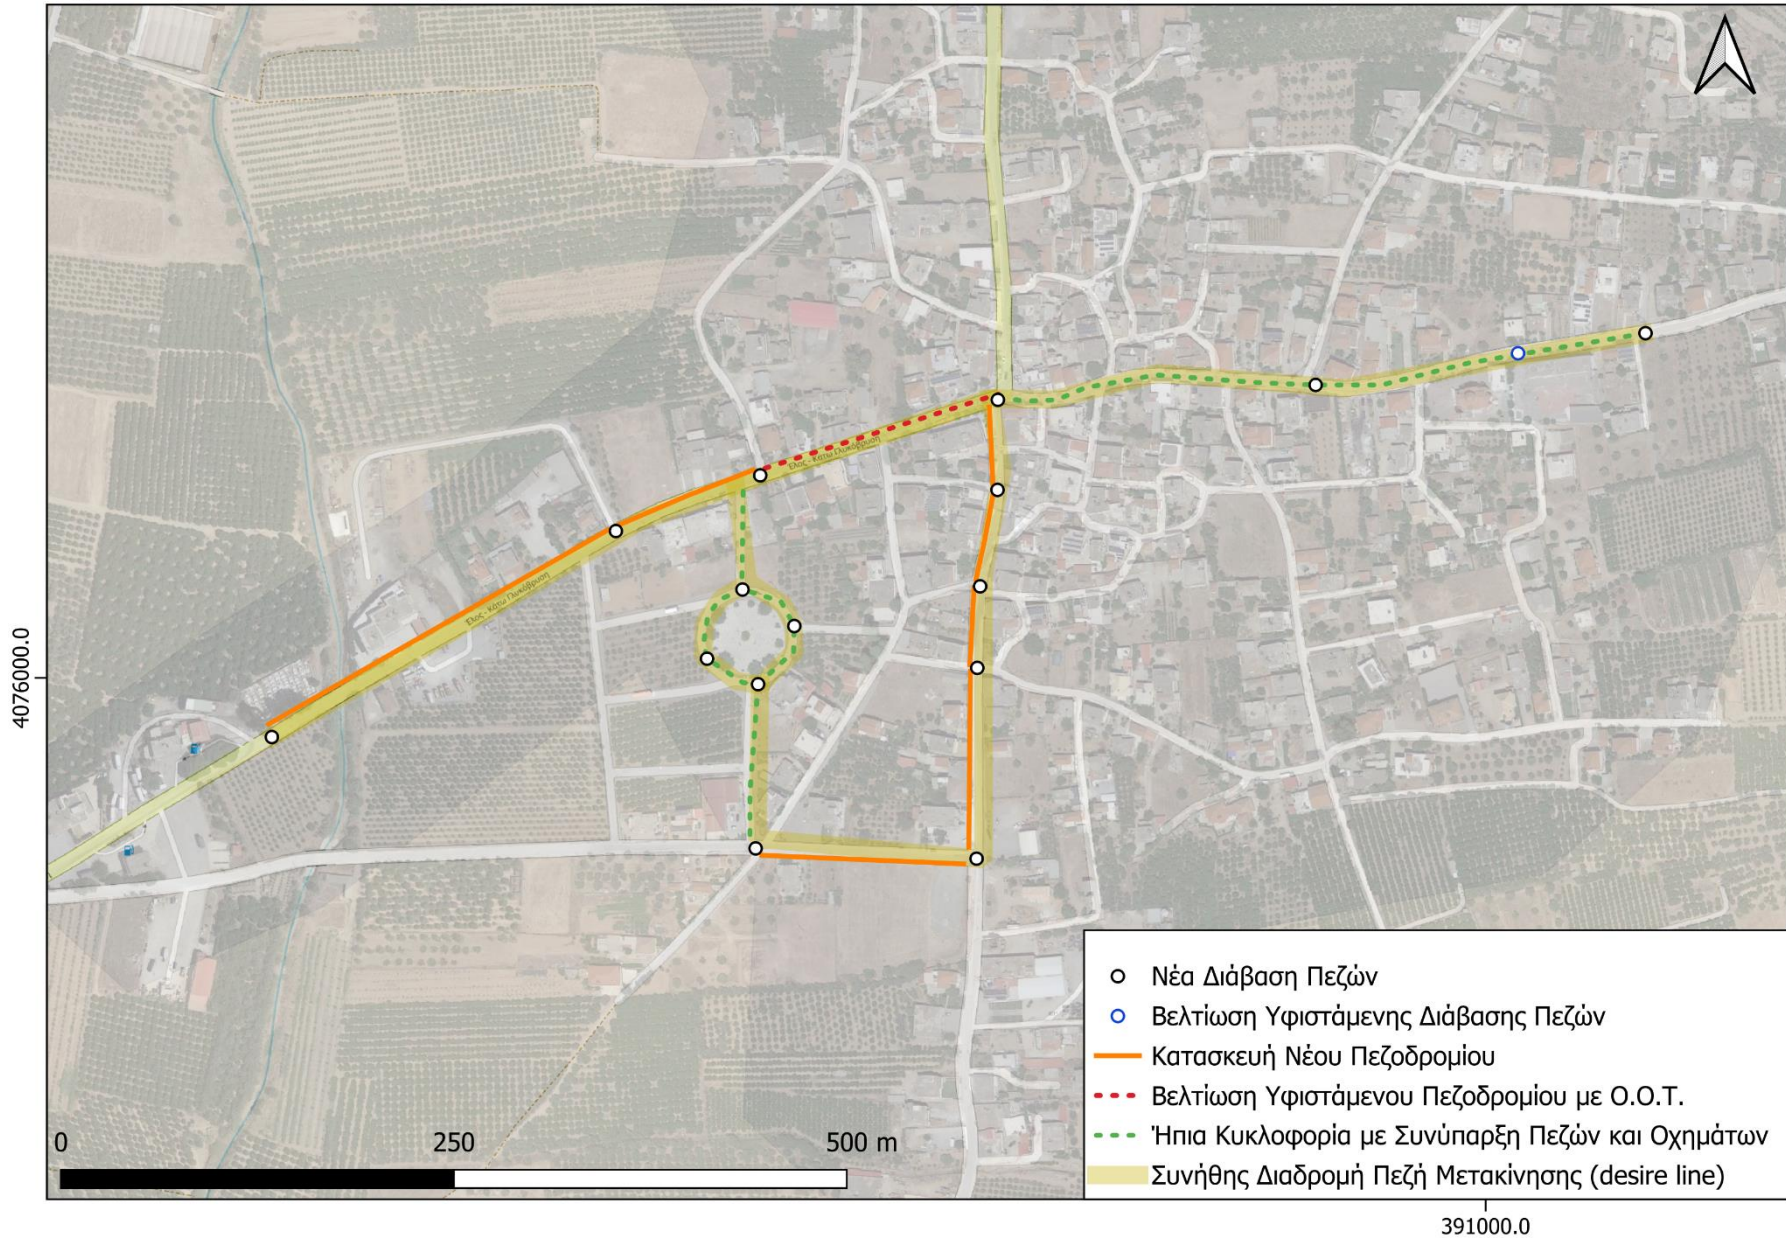 Έλος - Κάτω Γλυκόβρυση
Έλος - Κάτω Γλυκόβρυση
4076000.0
0 250 500 m
Νέα Διάβαση Πεζών
Βελτίωση Υφιστάμενης Διάβασης Πεζών
Κατασκευή Νέου Πεζοδρομίου
Βελτίωση Υφιστάμενου Πεζοδρομίου με Ο.Ο.Τ.
Ήπια Κυκλοφορία με Συνύπαρξη Πεζών και Οχημάτων
Συνήθης Διαδρομή Πεζή Μετακίνησης (desire line)
391000.0